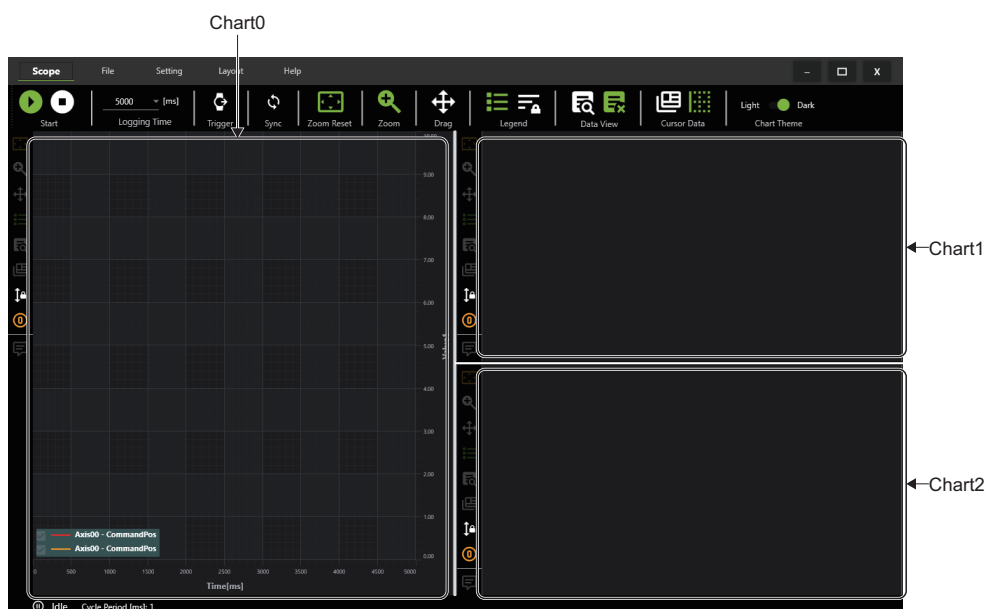 Chart0
Scope File Setting Layout Help
- X
5000 [ms]
Light Dark
Start Logging Time Trigger Sync Zoom Reset Zoom Drag Legend Data View Cursor Data Chart Theme
10.00
9.00
8.00
7.00
Chart1
6.00
5.00
4.00
3.00
2.00
Chart2
1.00
Axis00 - CommandPos
Axis00 - CommandPos
0.00
0 500 1000 1500 2000 2500 3000 3500 4000 4500 5000
Time[ms]
Idle Cycle Period [ms]: 1